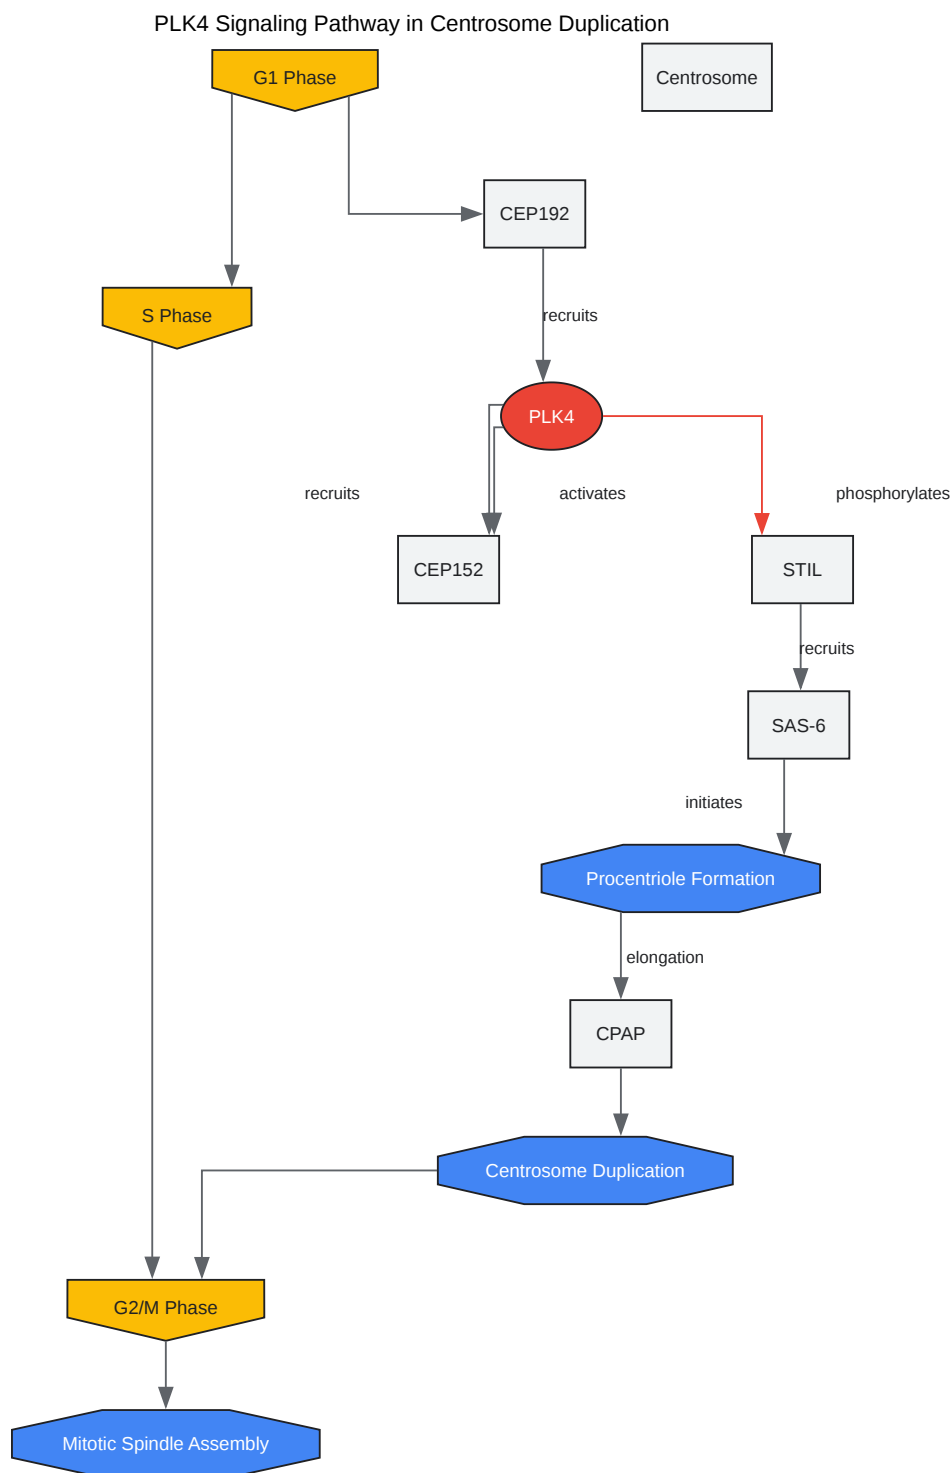 PLK4 Signaling Pathway in Centrosome Duplication
G1 Phase
Centrosome
CEP192
recruits
S Phase
PLK4
recruits
activates
phosphorylates
CEP152
STIL
recruits
SAS-6
initiates
Procentriole Formation
elongation
CPAP
Centrosome Duplication
G2/M Phase
Mitotic Spindle Assembly